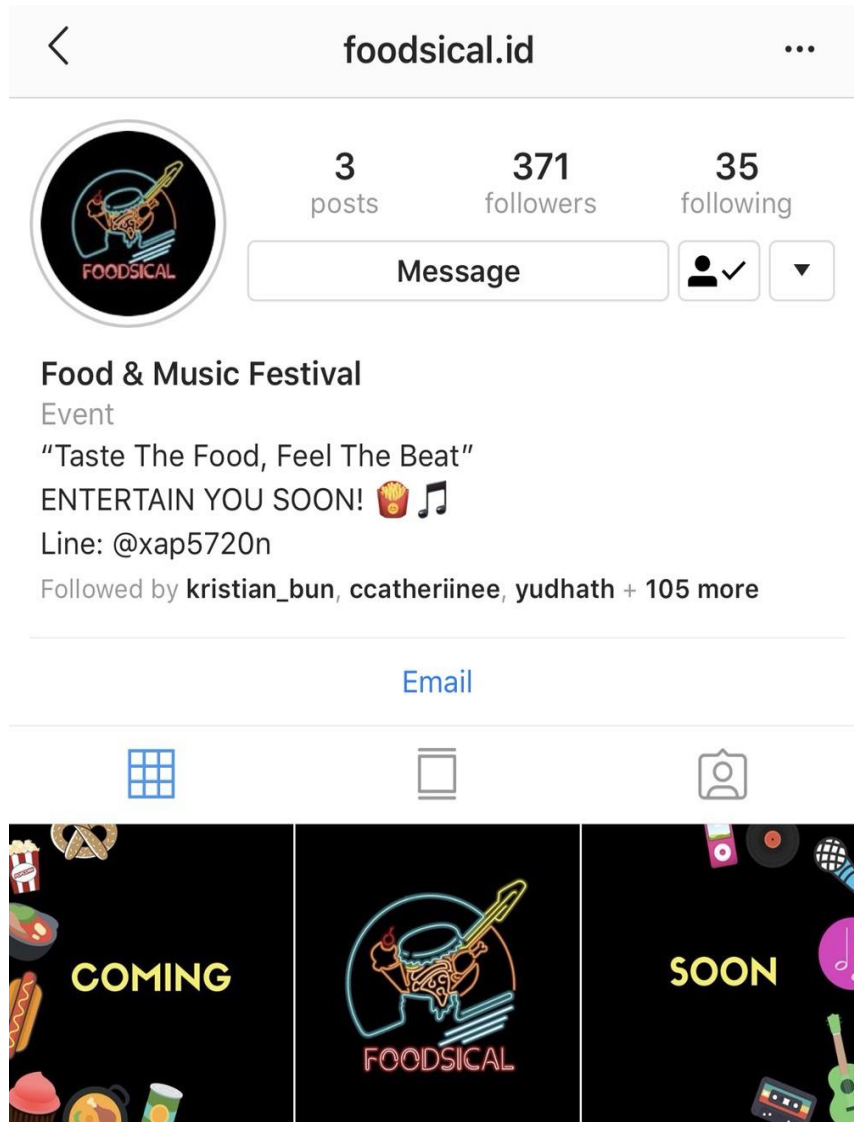 foodsical.id
FOODSICAL
3 371 35
posts followers following
Message
Food & Music Festival
Event
“Taste The Food, Feel The Beat”
ENTERTAIN YOU SOON! 🍟🎵
Line: @xap5720n
Followed by kristian_bun, ccatheriinee, yudhath + 105 more
Email
COMING
FOODSICAL
SOON